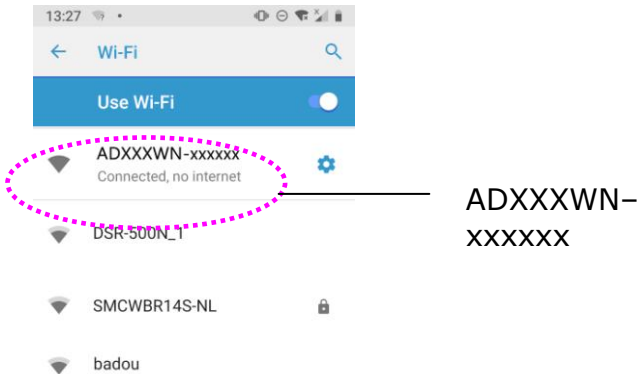 13:27
Wi-Fi
Use Wi-Fi
ADXXXWN-xxxxxx
Connected, no internet
ADXXXWN–
xxxxxx
DSR-500N_1
SMCWBR14S-NL
badou